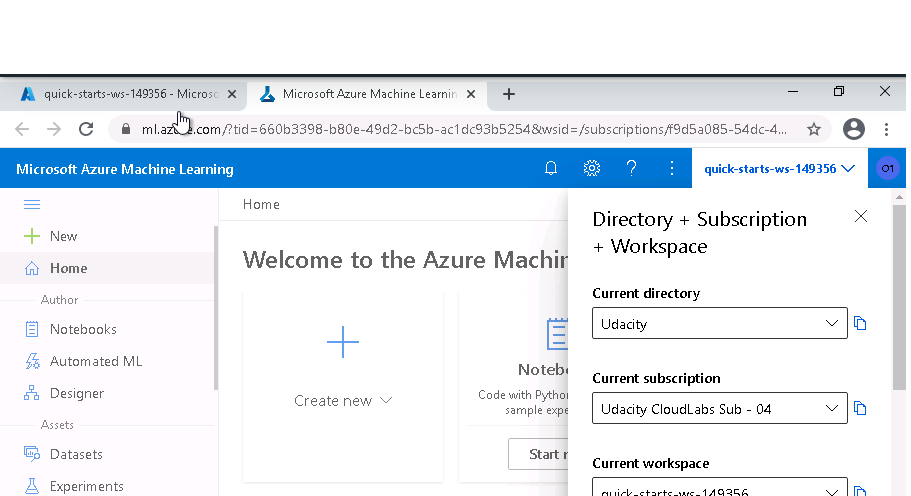 quick-starts-ws-149356 - Microsc
Microsoft Azure Machine Learnin
ml.azure.com/?tid=660b3398-b80e-49d2-bc5b-ac1dc93b5254&wsid=/subscriptions/f9d5a085-54dc-4...
Microsoft Azure Machine Learning
quick-starts-ws-149356
O1
New
Home
Author
Notebooks
Automated ML
Designer
Assets
Datasets
Experiments
Home
Welcome to the Azure Machin
Create new
Notebo
Code with Python
sample expe
Start n
Directory + Subscription
+ Workspace
Current directory
Udacity
Current subscription
Udacity CloudLabs Sub - 04
Current workspace
quick-starts-ws-149356